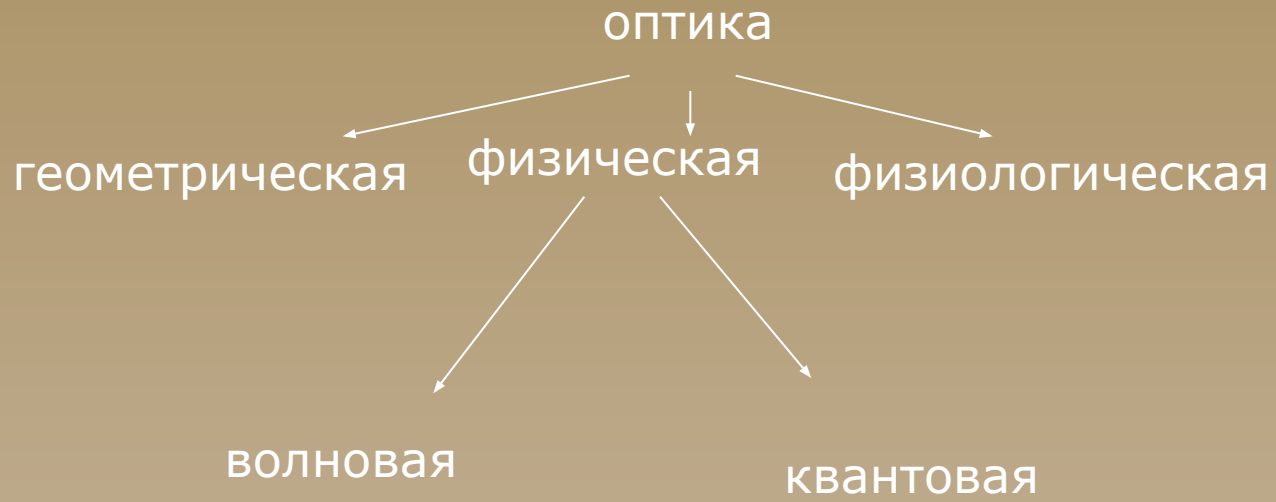 оптика
геометрическая
физическая
физиологическая
волновая
квантовая